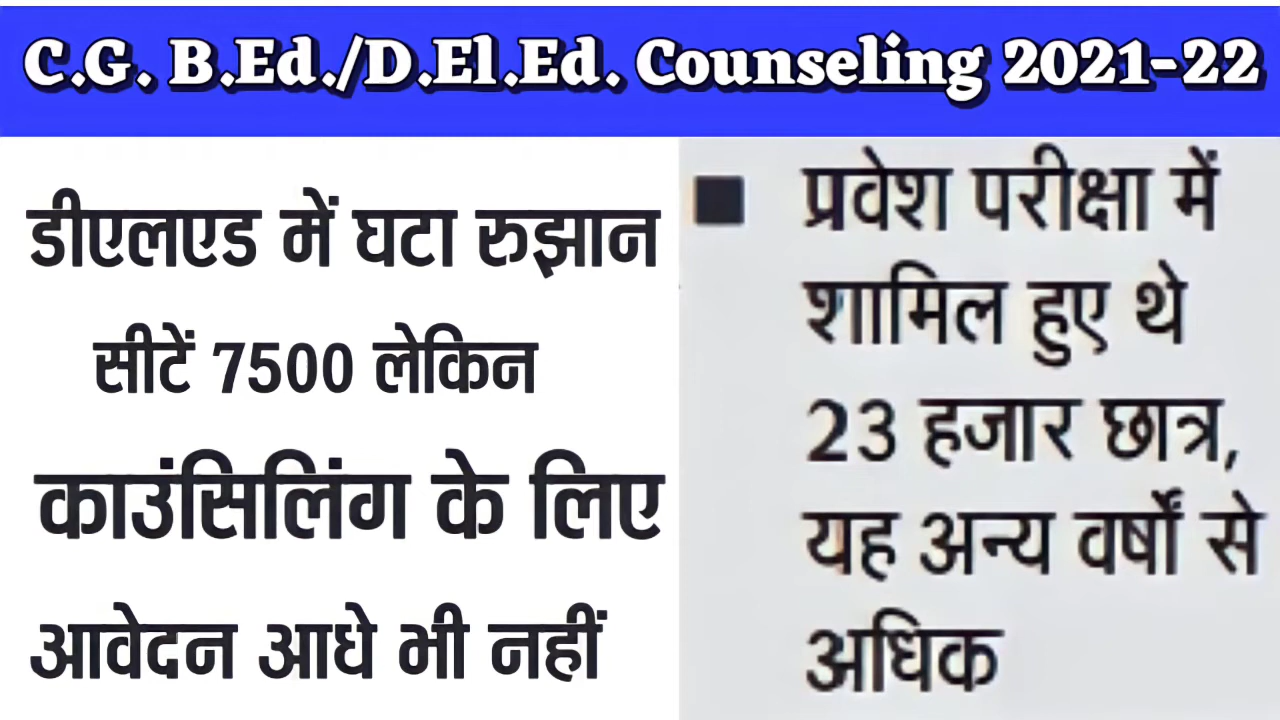 C.G. B.Ed./D.El.Ed. Counseling 2021-22
डीएलएड में घटा रुझान
सीटें 7500 लेकिन
काउंसिलिंग के लिए
आवेदन आधे भी नहीं
■ प्रवेश परीक्षा में
शामिल हुए थे
23 हजार छात्र,
यह अन्य वर्षों से
अधिक